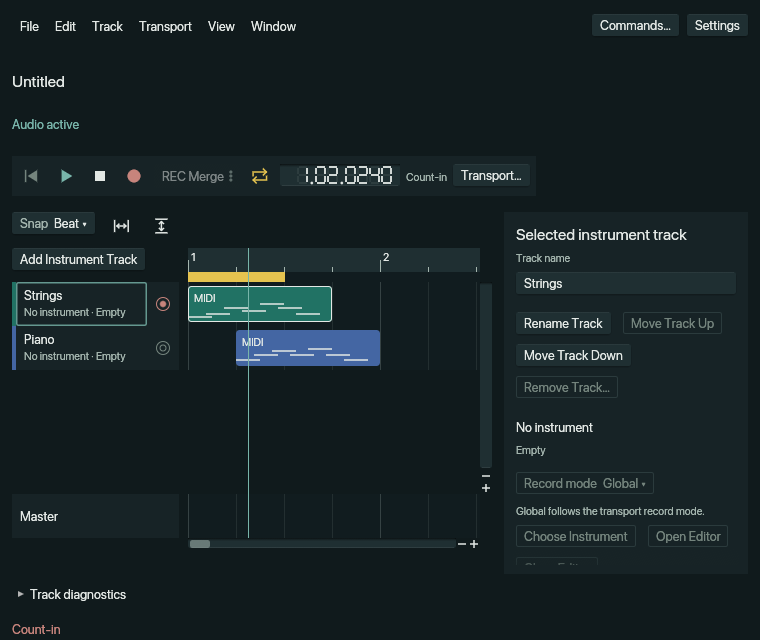 File Edit Track Transport View Window Commands... Settings
Untitled
Audio active
REC Merge 1.02.0240 Count-in Transport...
Snap Beat
Add Instrument Track
1 2
Strings
No instrument · Empty
MIDI
Piano
No instrument · Empty
MIDI
Master
Selected instrument track
Track name
Strings
Rename Track Move Track Up
Move Track Down
Remove Track...
No instrument
Empty
Record mode Global
Global follows the transport record mode.
Choose Instrument Open Editor
Track diagnostics
Count-in